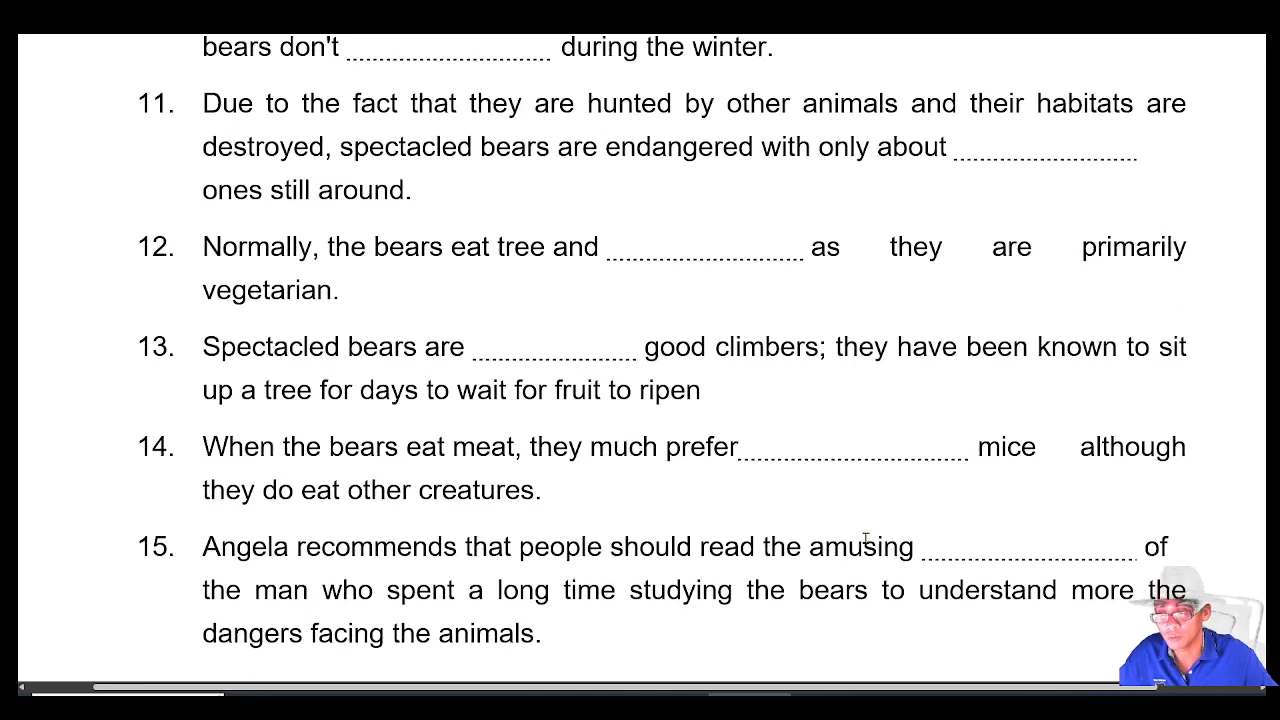 bears don't ........................... during the winter.
11. Due to the fact that they are hunted by other animals and their habitats are
destroyed, spectacled bears are endangered with only about ........................
ones still around.
12. Normally, the bears eat tree and .......................... as they are primarily
vegetarian.
13. Spectacled bears are ...................... good climbers; they have been known to sit
up a tree for days to wait for fruit to ripen
14. When the bears eat meat, they much prefer.............................. mice although
they do eat other creatures.
15. Angela recommends that people should read the amusing ............................ of
the man who spent a long time studying the bears to understand more the
dangers facing the animals.